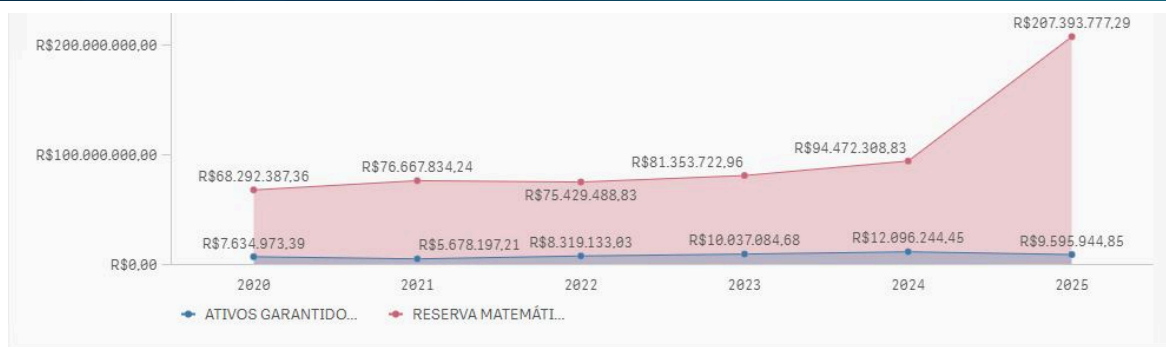 R$207.393.777,29
R$200.000.000,00
R$100.000.000,00
R$68.292.387,36
R$76.667.834,24
R$75.429.488,83
R$81.353.722,96
R$94.472.308,83
R$7.634.973,39
R$5.678.197,21
R$8.319.133,03
R$10.037.084,68
R$12.096.244,45
R$9.595.944,85
R$0,00
2020 2021 2022 2023 2024 2025
ATIVOS GARANTIDO... RESERVA MATEMÁTI...